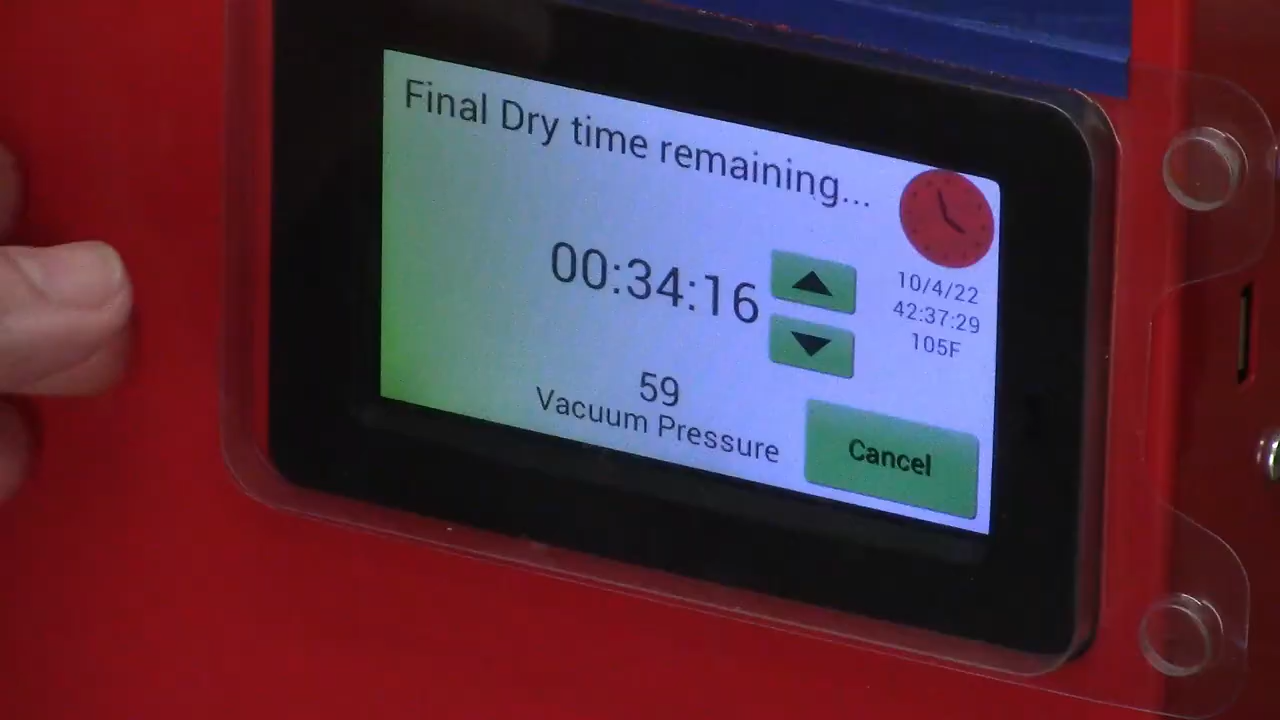 Final Dry time remaining...
00:34:16
10/4/22
42:37:29
105F
59
Vacuum Pressure
Cancel